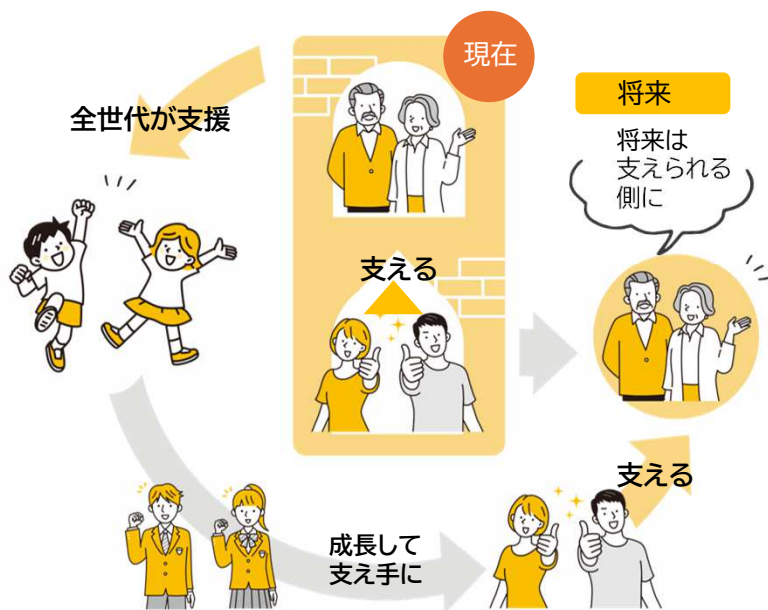 現在
全世代が支援
支える
将来
将来は
支えられる
側に
支える
成長して
支え手に